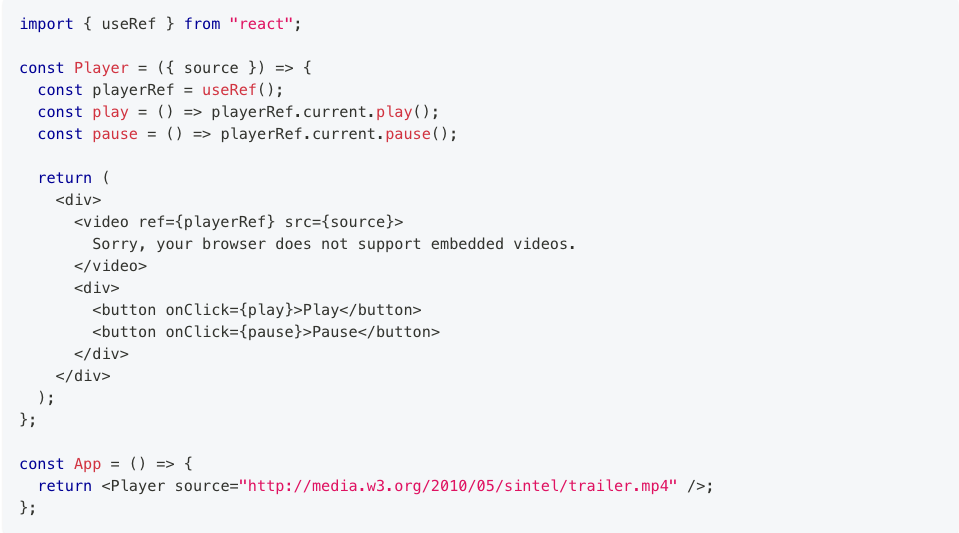 import { useRef } from "react";

const Player = ({ source }) => {
  const playerRef = useRef();
  const play = () => playerRef.current.play();
  const pause = () => playerRef.current.pause();

  return (
    <div>
      <video ref={playerRef} src={source}>
        Sorry, your browser does not support embedded videos.
      </video>
      <div>
        <button onClick={play}>Play</button>
        <button onClick={pause}>Pause</button>
      </div>
    </div>
  );
};

const App = () => {
  return <Player source="http://media.w3.org/2010/05/sintel/trailer.mp4" />;
};